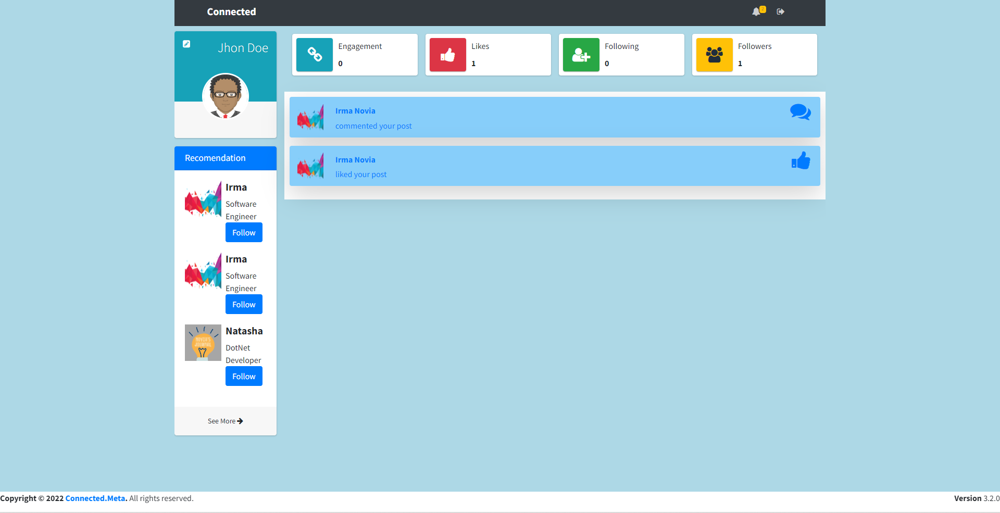 Connected
2
Jhon Doe
Engagement
0
Likes
1
Following
0
Followers
1
Irma Novia
commented your post
Irma Novia
liked your post
Recomendation
Irma
Software
Engineer
Follow
Irma
Software
Engineer
Follow
NOVIA'S
JOURNAL
Natasha
DotNet
Developer
Follow
See More
Copyright © 2022 Connected.Meta. All rights reserved.
Version 3.2.0